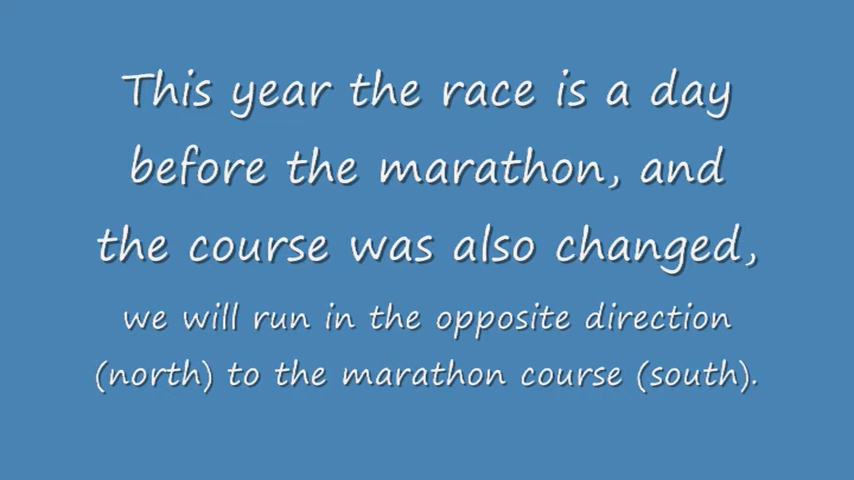 This year the race is a day
before the marathon, and
the course was also changed,
we will run in the opposite direction
(north) to the marathon course (south).